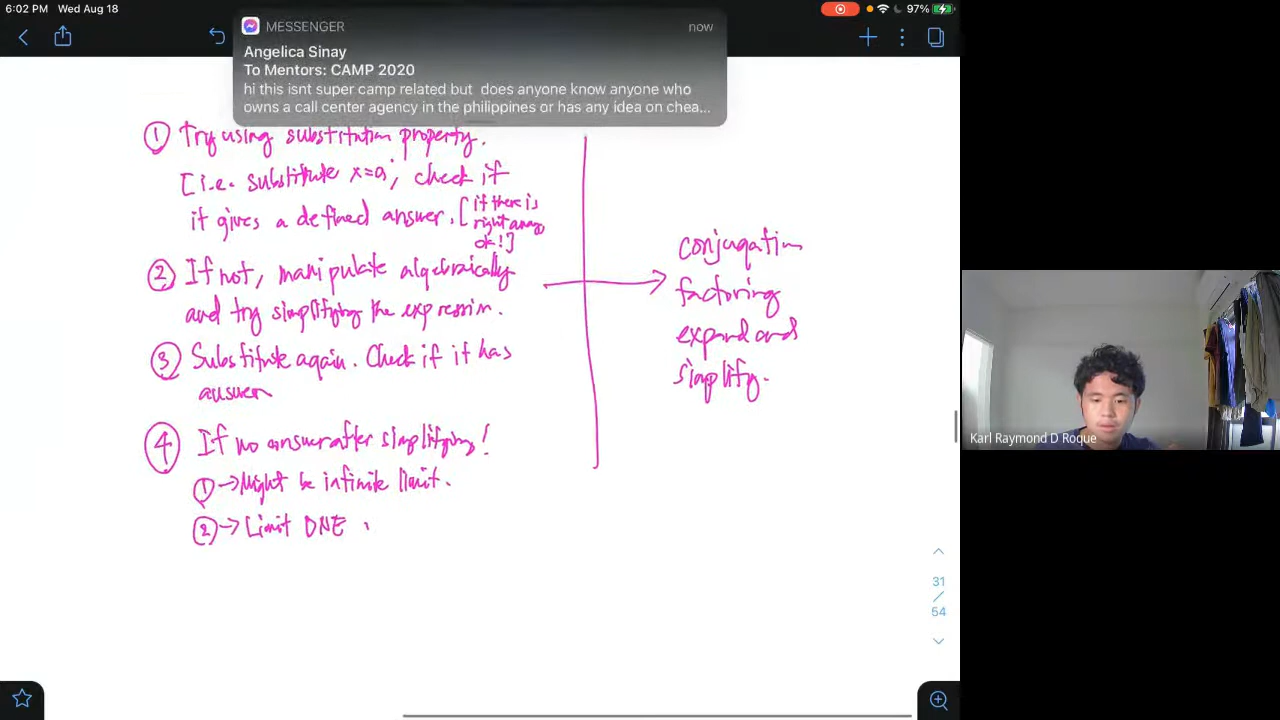 6:02 PM Wed Aug 18
97%
MESSENGER
now
Angelica Sinay
To Mentors: CAMP 2020
hi this isnt super camp related but does anyone know anyone who
owns a call center agency in the philippines or has any idea on chea...
① Try using substitution property.
[i.e. substitute x=a; check if
it gives a defined answer. [if there is
right away
ok!]
② If not, manipulate algebraically
and try simplifying the expression.
③ Substitute again. Check if it has
answer
④ If no answer after simplifying!
① → Might be infinite limit.
② → Limit DNE
conjugation
factoring
expand and
simplify.
31
/
54
Karl Raymond D Roque